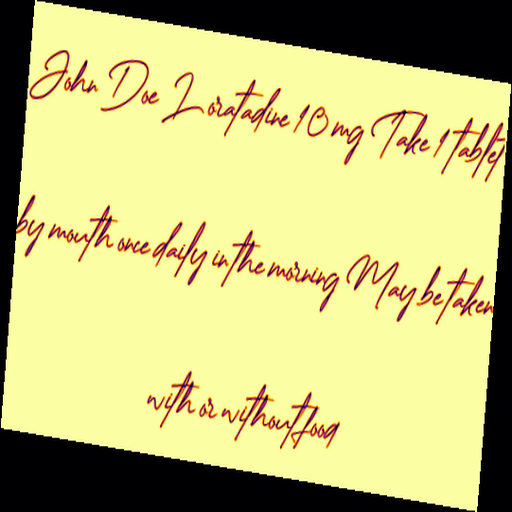 John Doe Loratadine 10 mg Take 1 tablet
by mouth once daily in the morning May be taken
with or without food